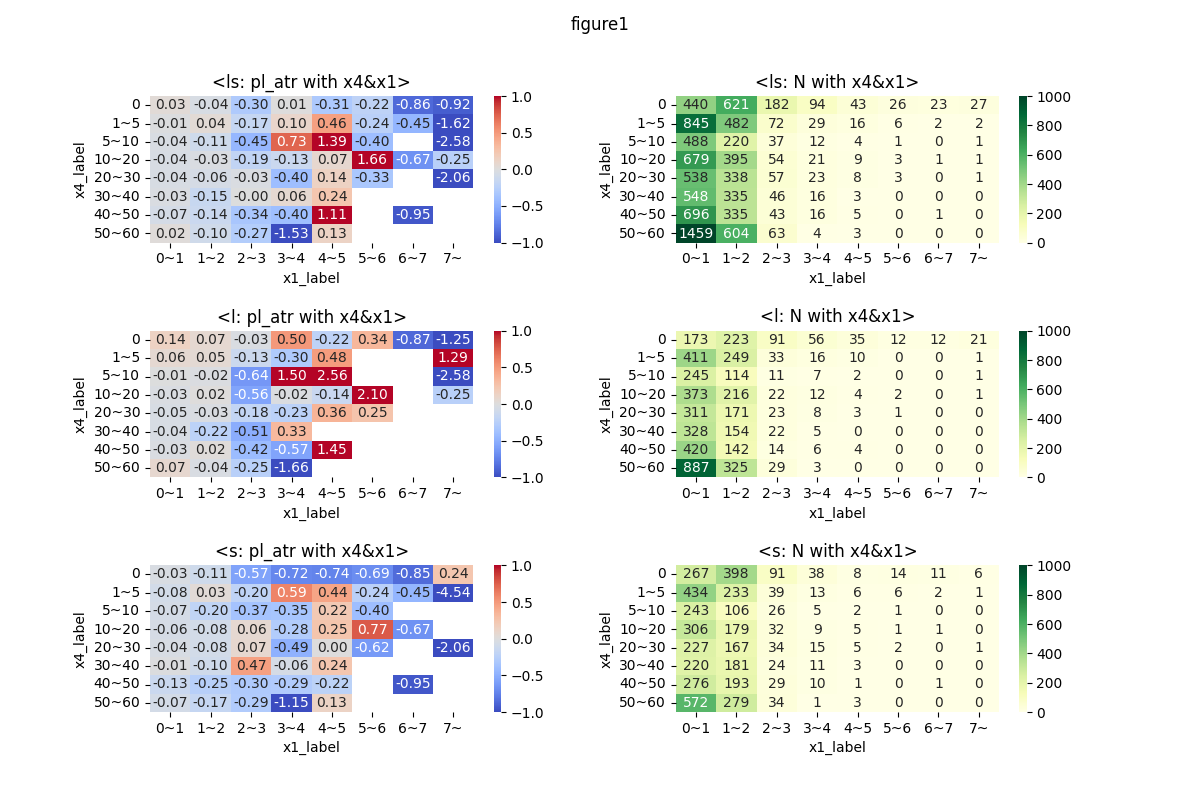 figure1
<ls: pl_atr with x4&x1>
0 0.03 -0.04 -0.30 0.01 -0.31 -0.22 -0.86 -0.92
1~5 -0.01 0.04 -0.17 0.10 0.46 -0.24 -0.45 -1.62
5~10 -0.04 -0.11 -0.45 0.73 1.39 -0.40 -2.58
10~20 -0.04 -0.03 -0.19 -0.13 0.07 1.66 -0.67 -0.25
20~30 -0.04 -0.06 -0.03 -0.40 0.14 -0.33 -2.06
30~40 -0.03 -0.15 -0.00 0.06 0.24
40~50 -0.07 -0.14 -0.34 -0.40 1.11 -0.95
50~60 0.02 -0.10 -0.27 -1.53 0.13
0~1 1~2 2~3 3~4 4~5 5~6 6~7 7~
x1_label
x4_label
1.0
0.5
0.0
−0.5
−1.0
<ls: N with x4&x1>
0 440 621 182 94 43 26 23 27
1~5 845 482 72 29 16 6 2 2
5~10 488 220 37 12 4 1 0 1
10~20 679 395 54 21 9 3 1 1
20~30 538 338 57 23 8 3 0 1
30~40 548 335 46 16 3 0 0 0
40~50 696 335 43 16 5 0 1 0
50~60 1459 604 63 4 3 0 0 0
0~1 1~2 2~3 3~4 4~5 5~6 6~7 7~
x1_label
x4_label
1000
800
600
400
200
0
<l: pl_atr with x4&x1>
0 0.14 0.07 -0.03 0.50 -0.22 0.34 -0.87 -1.25
1~5 0.06 0.05 -0.13 -0.30 0.48 1.29
5~10 -0.01 -0.02 -0.64 1.50 2.56 -2.58
10~20 -0.03 0.02 -0.56 -0.02 -0.14 2.10 -0.25
20~30 -0.05 -0.03 -0.18 -0.23 0.36 0.25
30~40 -0.04 -0.22 -0.51 0.33
40~50 -0.03 0.02 -0.42 -0.57 1.45
50~60 0.07 -0.04 -0.25 -1.66
0~1 1~2 2~3 3~4 4~5 5~6 6~7 7~
x1_label
x4_label
1.0
0.5
0.0
−0.5
−1.0
<l: N with x4&x1>
0 173 223 91 56 35 12 12 21
1~5 411 249 33 16 10 0 0 1
5~10 245 114 11 7 2 0 0 1
10~20 373 216 22 12 4 2 0 1
20~30 311 171 23 8 3 1 0 0
30~40 328 154 22 5 0 0 0 0
40~50 420 142 14 6 4 0 0 0
50~60 887 325 29 3 0 0 0 0
0~1 1~2 2~3 3~4 4~5 5~6 6~7 7~
x1_label
x4_label
1000
800
600
400
200
0
<s: pl_atr with x4&x1>
0 -0.03 -0.11 -0.57 -0.72 -0.74 -0.69 -0.85 0.24
1~5 -0.08 0.03 -0.20 0.59 0.44 -0.24 -0.45 -4.54
5~10 -0.07 -0.20 -0.37 -0.35 0.22 -0.40
10~20 -0.06 -0.08 0.06 -0.28 0.25 0.77 -0.67
20~30 -0.04 -0.08 0.07 -0.49 0.00 -0.62 -2.06
30~40 -0.01 -0.10 0.47 -0.06 0.24
40~50 -0.13 -0.25 -0.30 -0.29 -0.22 -0.95
50~60 -0.07 -0.17 -0.29 -1.15 0.13
0~1 1~2 2~3 3~4 4~5 5~6 6~7 7~
x1_label
x4_label
1.0
0.5
0.0
−0.5
−1.0
<s: N with x4&x1>
0 267 398 91 38 8 14 11 6
1~5 434 233 39 13 6 6 2 1
5~10 243 106 26 5 2 1 0 0
10~20 306 179 32 9 5 1 1 0
20~30 227 167 34 15 5 2 0 1
30~40 220 181 24 11 3 0 0 0
40~50 276 193 29 10 1 0 1 0
50~60 572 279 34 1 3 0 0 0
0~1 1~2 2~3 3~4 4~5 5~6 6~7 7~
x1_label
x4_label
1000
800
600
400
200
0